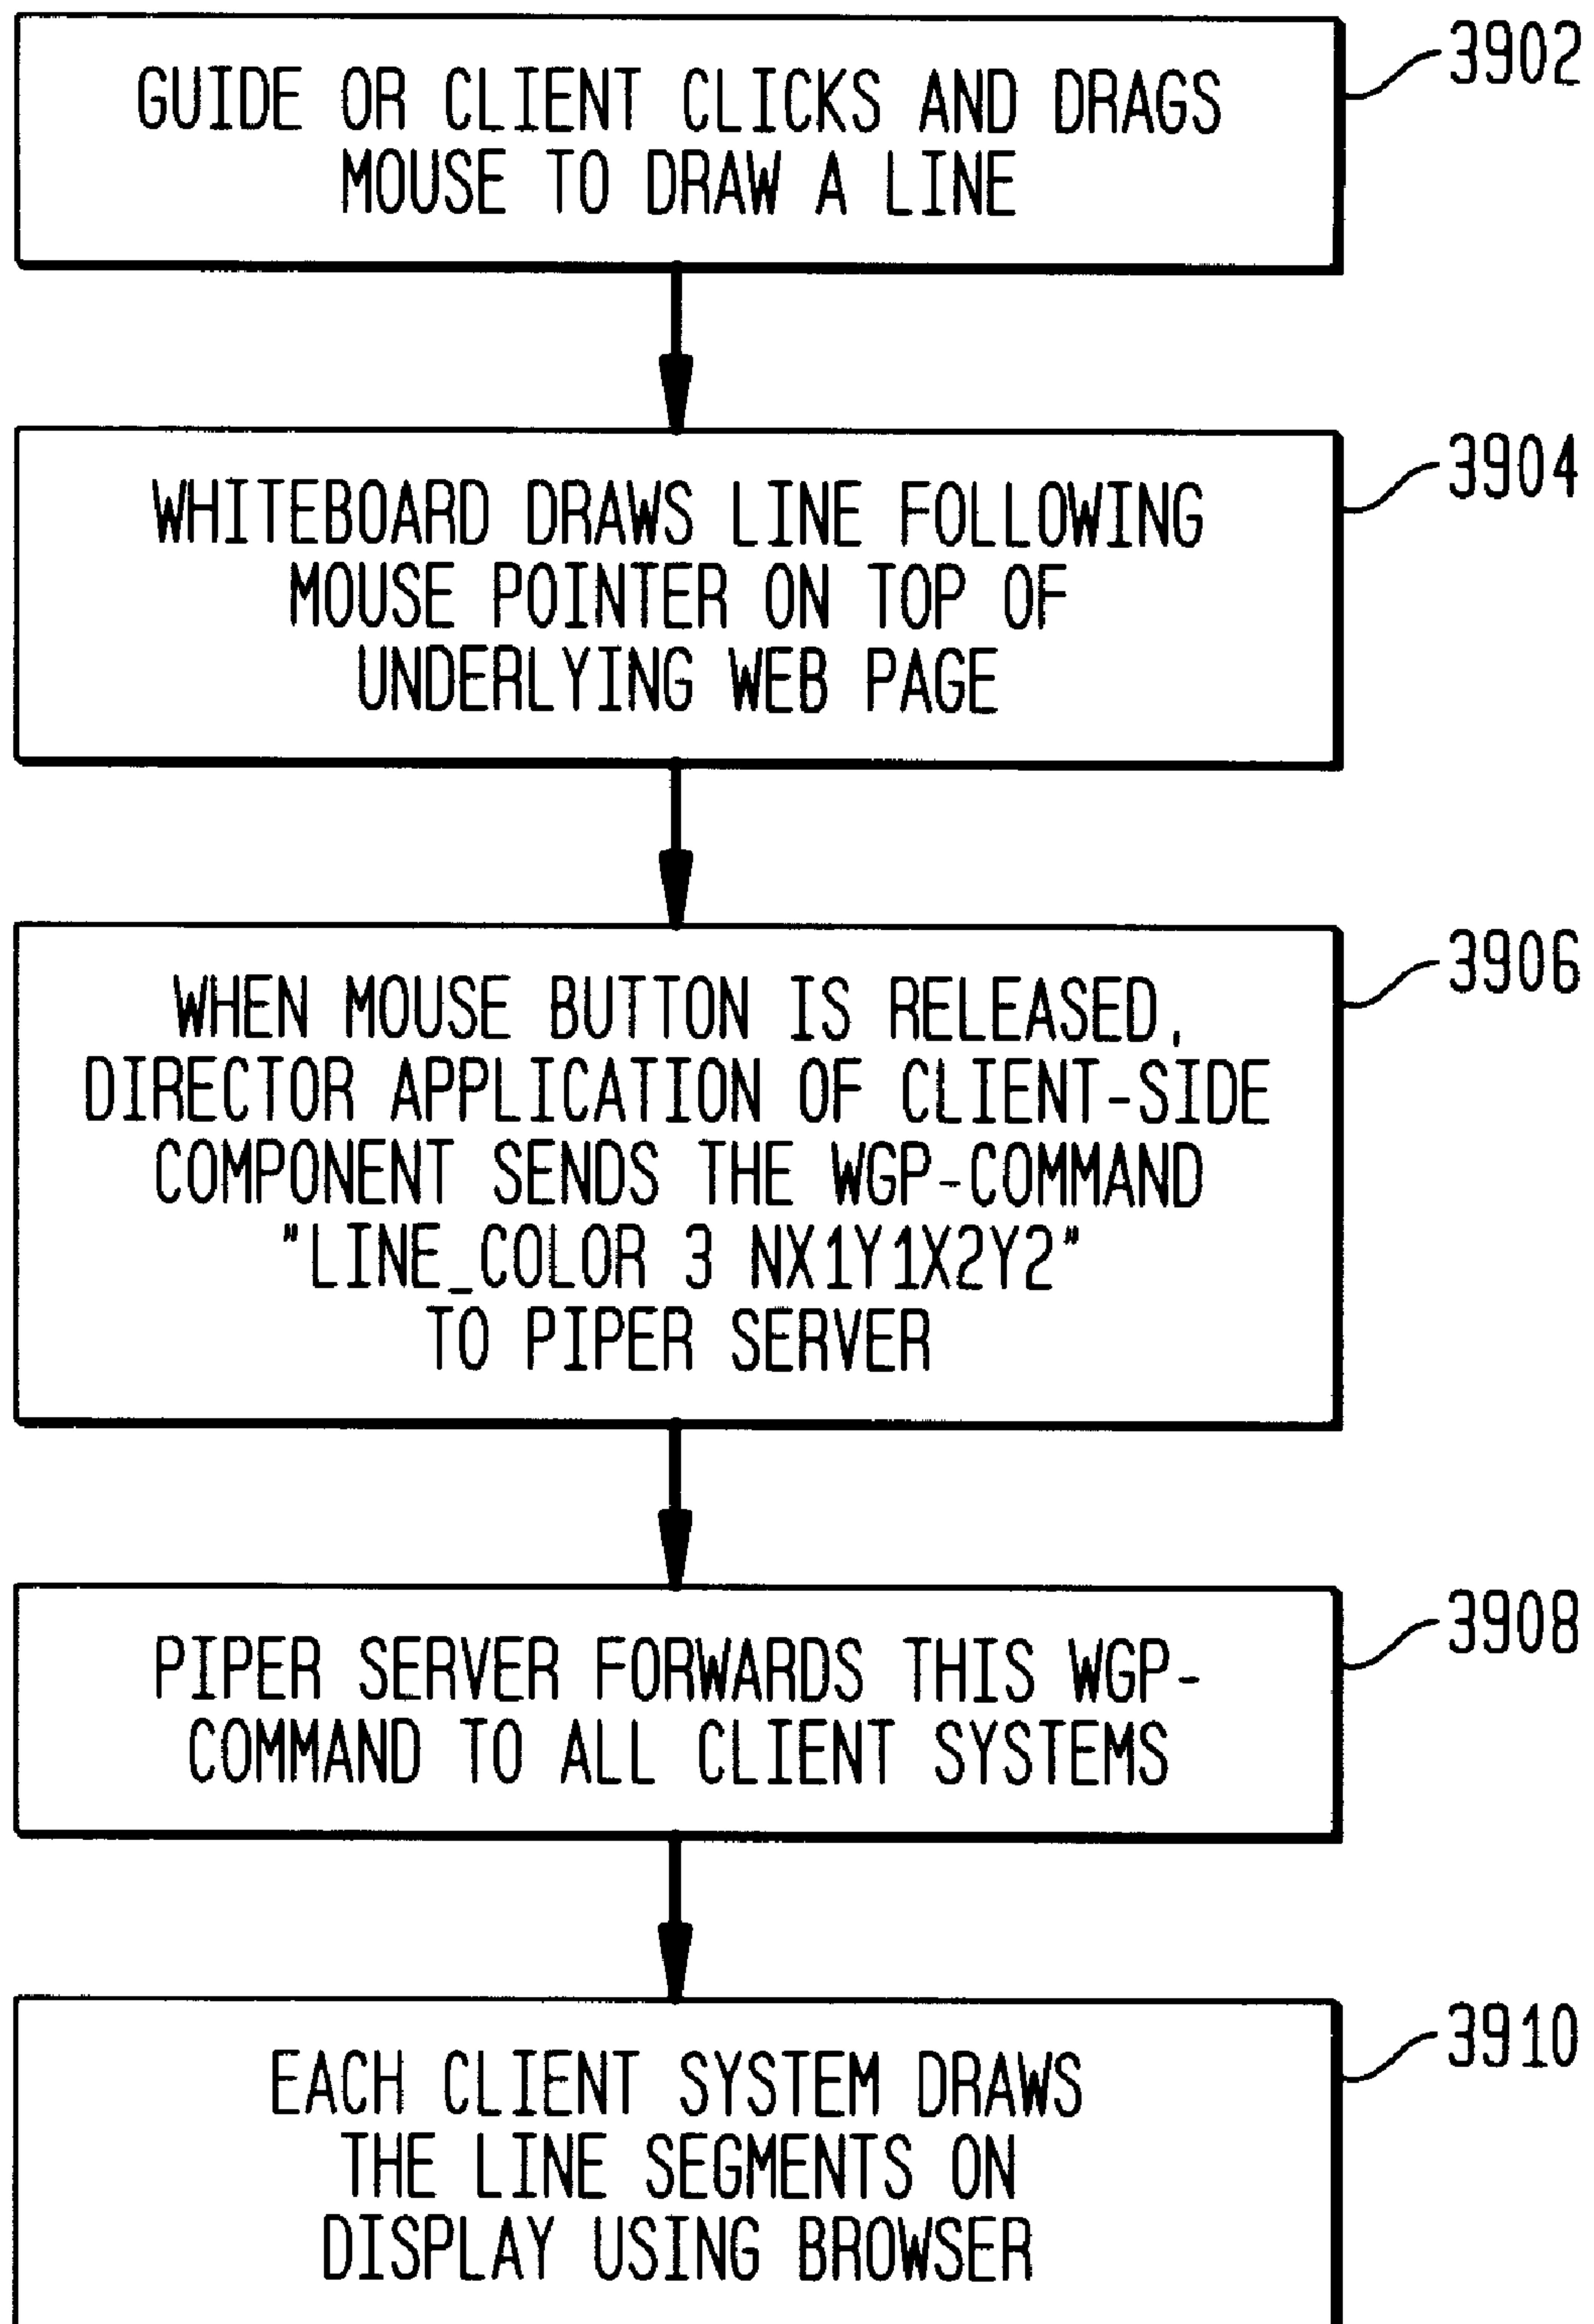 GUIDE OR CLIENT CLICKS AND DRAGS
MOUSE TO DRAW A LINE
3902
WHITEBOARD DRAWS LINE FOLLOWING
MOUSE POINTER ON TOP OF
UNDERLYING WEB PAGE
3904
WHEN MOUSE BUTTON IS RELEASED,
DIRECTOR APPLICATION OF CLIENT-SIDE
COMPONENT SENDS THE WGP-COMMAND
"LINE_COLOR 3 NX1Y1X2Y2"
TO PIPER SERVER
3906
PIPER SERVER FORWARDS THIS WGP-
COMMAND TO ALL CLIENT SYSTEMS
3908
EACH CLIENT SYSTEM DRAWS
THE LINE SEGMENTS ON
DISPLAY USING BROWSER
3910